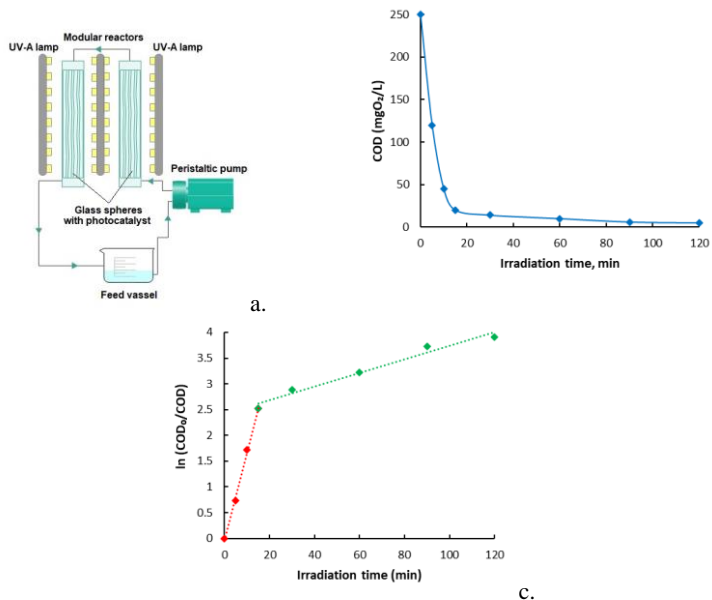 Modular reactors
UV-A lamp UV-A lamp
Peristaltic pump
Glass spheres
with photocatalyst
Feed vassel
a.
COD (mgO₂/L)
250
200
150
100
50
0
0 20 40 60 80 100 120
Irradiation time, min
ln (COD₀/COD)
4
3.5
3
2.5
2
1.5
1
0.5
0
0 20 40 60 80 100 120
Irradiation time (min)
c.